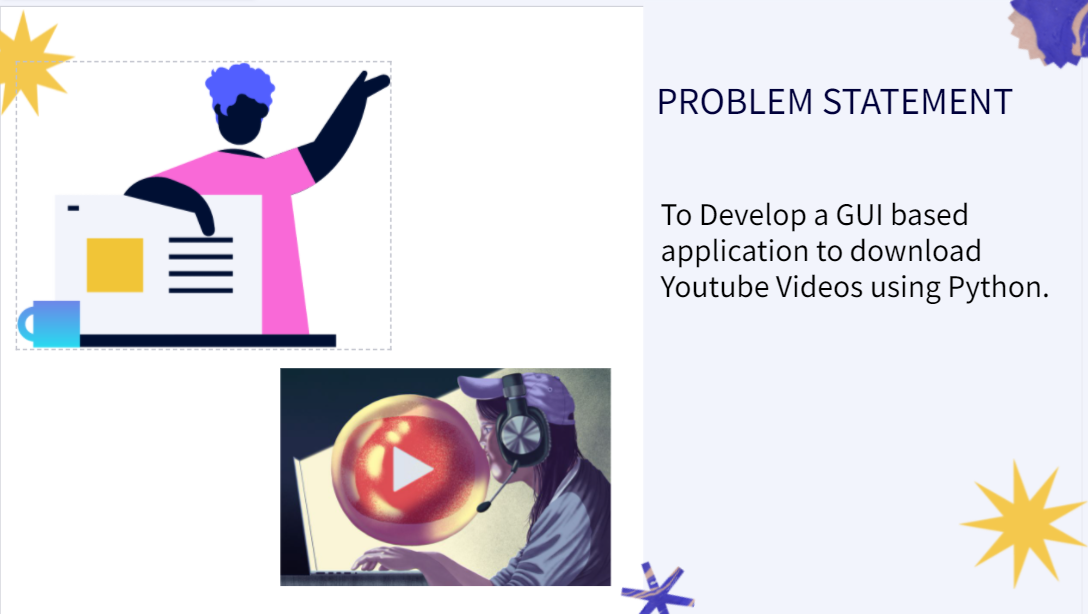 PROBLEM STATEMENT
To Develop a GUI based
application to download
Youtube Videos using Python.